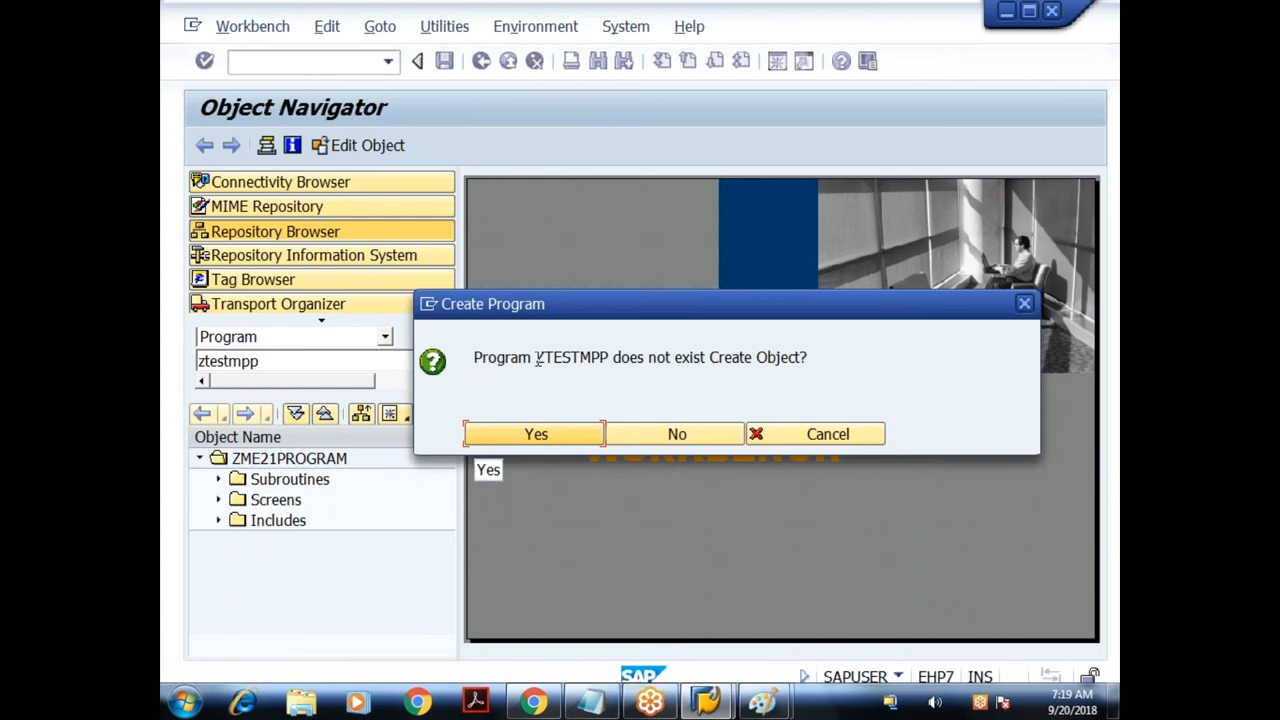 Workbench Edit Goto Utilities Environment System Help
Object Navigator
Edit Object
Connectivity Browser
MIME Repository
Repository Browser
Repository Information System
Tag Browser
Transport Organizer
Create Program
Program
Program ZTESTMPP does not exist Create Object?
ztestmpp
Yes No Cancel
Object Name
ZME21PROGRAM
Yes
Subroutines
Screens
Includes
SAP SAPUSER EHP7 INS
7:19 AM
9/20/2018